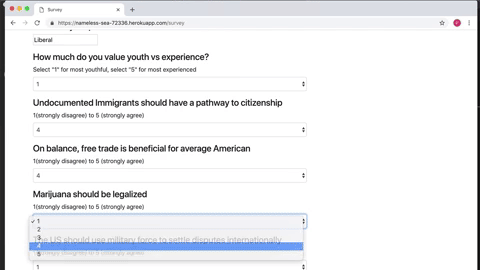 Survey
https://nameless-sea-72336.herokuapp.com/survey
Liberal
How much do you value youth vs experience?
Select "1" for most youthful, select "5" for most experienced
1
Undocumented Immigrants should have a pathway to citizenship
1(strongly disagree) to 5 (strongly agree)
4
On balance, free trade is beneficial for average American
1(strongly disagree) to 5 (strongly agree)
4
Marijuana should be legalized
1(strongly disagree) to 5 (strongly agree)
✓ 1
2
3
The US should use military force to settle disputes internationally
4
1(strongly disagree) to 5 (strongly agree)
5
1